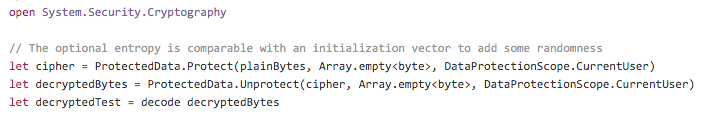 open System.Security.Cryptography
// The optional entropy is comparable with an initialization vector to add some randomness
let cipher = ProtectedData.Protect(plainBytes, Array.empty<byte>, DataProtectionScope.CurrentUser)
let decryptedBytes = ProtectedData.Unprotect(cipher, Array.empty<byte>, DataProtectionScope.CurrentUser)
let decryptedTest = decode decryptedBytes